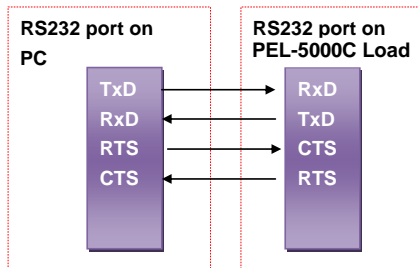 RS232 port on
PC
RS232 port on
PEL-5000C Load
TxD
RxD
RTS
CTS
RxD
TxD
CTS
RTS